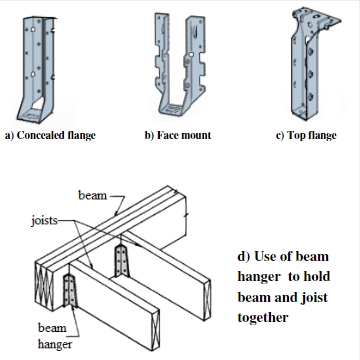 a) Concealed flange
b) Face mount
c) Top flange
beam
joists
beam
hanger
d) Use of beam
hanger to hold
beam and joist
together